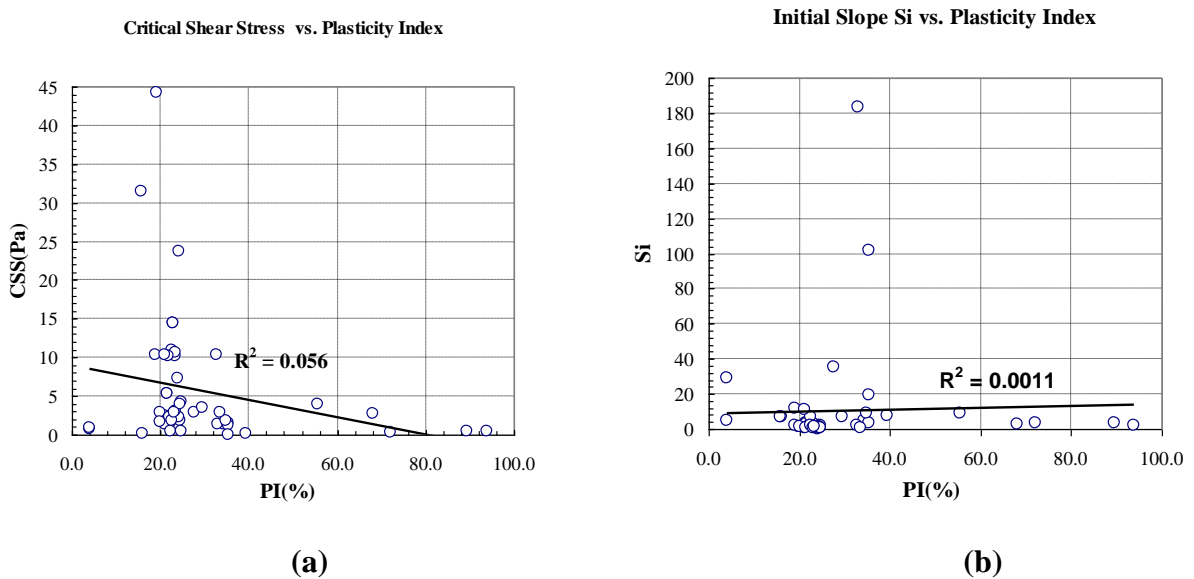 Critical Shear Stress vs. Plasticity Index
CSS(Pa)
45
40
35
30
25
20
15
10
5
0
R² = 0.056
0.0 20.0 40.0 60.0 80.0 100.0
PI(%)
(a)
Initial Slope Si vs. Plasticity Index
Si
200
180
160
140
120
100
80
60
40
20
0
R² = 0.0011
0.0 20.0 40.0 60.0 80.0 100.0
PI(%)
(b)